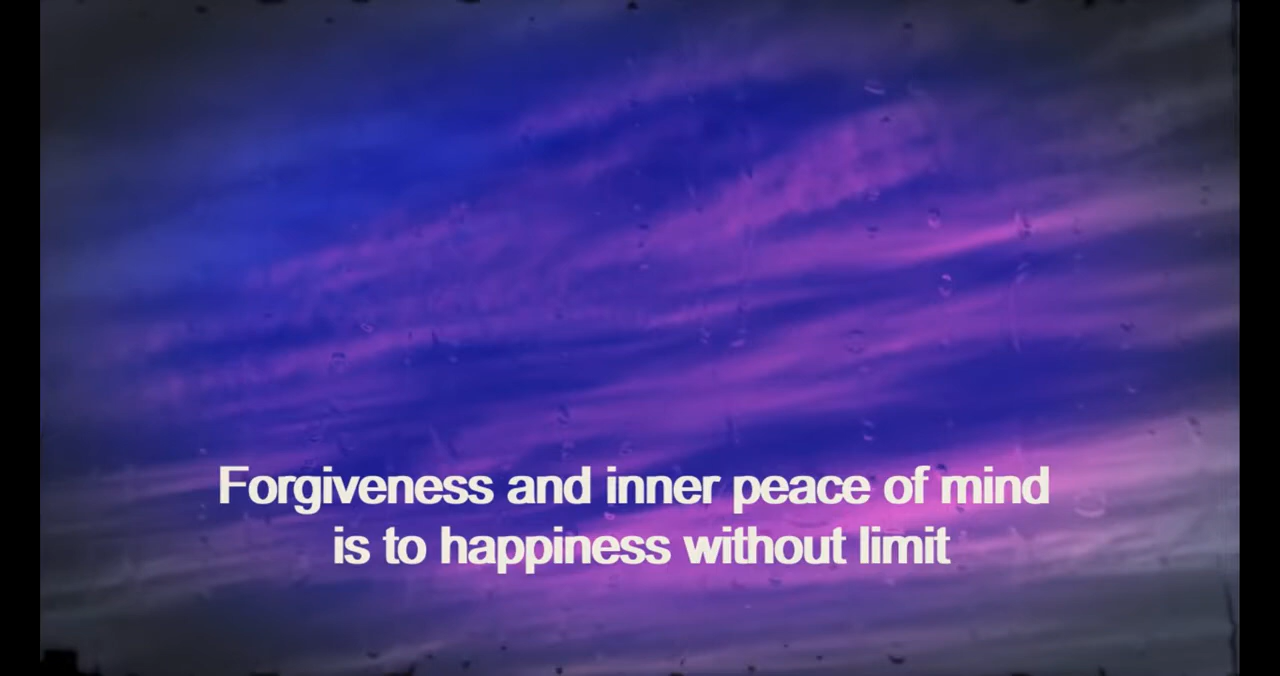 Forgiveness and inner peace of mind
is to happiness without limit